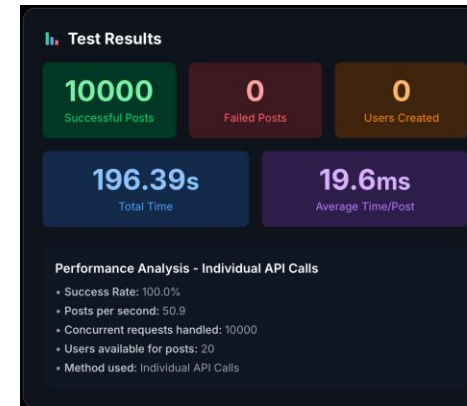 Test Results
10000 0 0
Successful Posts Failed Posts Users Created
196.39s 19.6ms
Total Time Average Time/Post
Performance Analysis - Individual API Calls
• Success Rate: 100.0%
• Posts per second: 50.9
• Concurrent requests handled: 10000
• Users available for posts: 20
• Method used: Individual API Calls